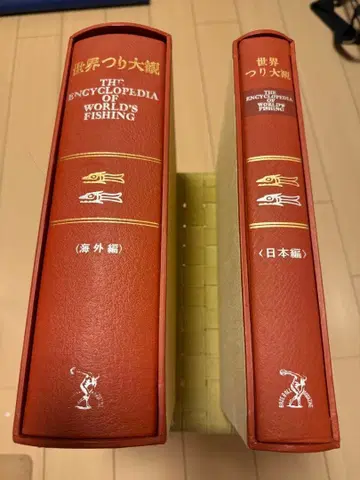 世界つり大観
THE
ENCYCLOPEDIA
OF
WORLD'S
FISHING
〈海外編〉
世界
つり大観
THE
ENCYCLOPEDIA
OF
WORLD'S
FISHING
〈日本編〉